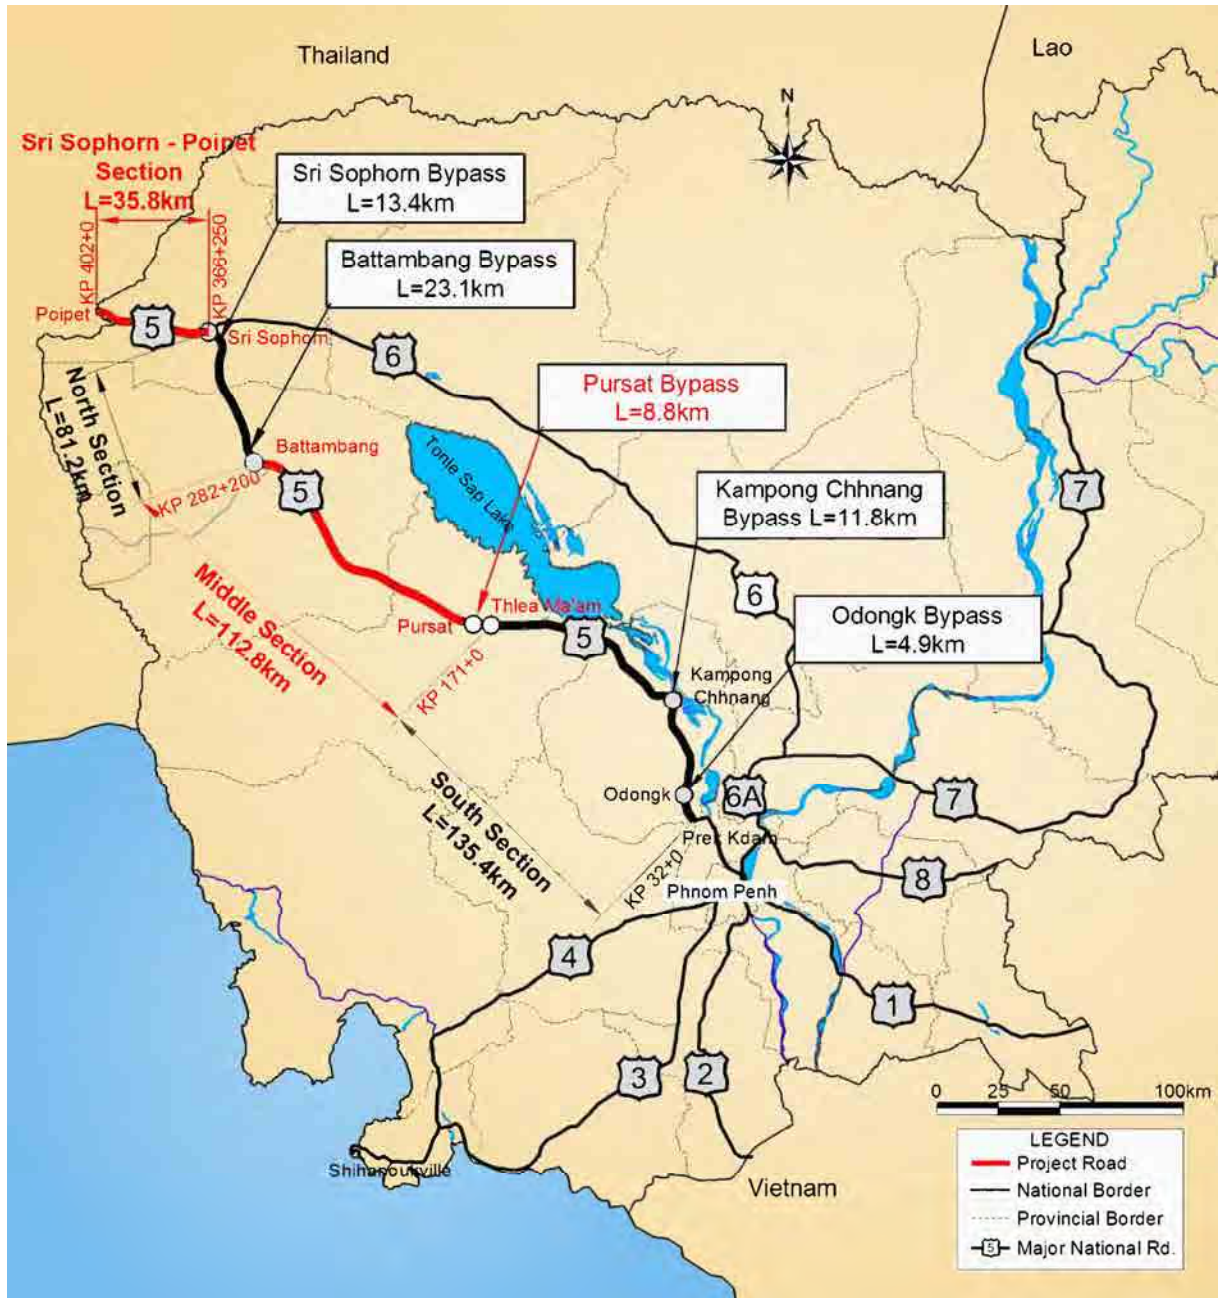 Thailand
Lao
N
Sri Sophorn - Poipet
Section
L=35.8km
Sri Sophorn Bypass
L=13.4km
KP 402+0
KP 366+250
Battambang Bypass
L=23.1km
Poipet
5
Sri Sophorn
6
North Section
L=81.2km
Pursat Bypass
L=8.8km
Battambang
KP 282+200
5
Tonle Sap Lake
Kampong Chhnang
Bypass L=11.8km
7
Middle Section
L=112.8km
Pursat
Thlea Ma'am
5
6
Odongk Bypass
L=4.9km
KP 171+0
Kampong
Chhnang
South Section
L=135.4km
Odongk
6A
7
Prek Kdam
KP 32+0
8
Phnom Penh
4
1
3
2
0 25 50 100km
Shihanoukville
Vietnam
LEGEND
Project Road
National Border
Provincial Border
5 Major National Rd.